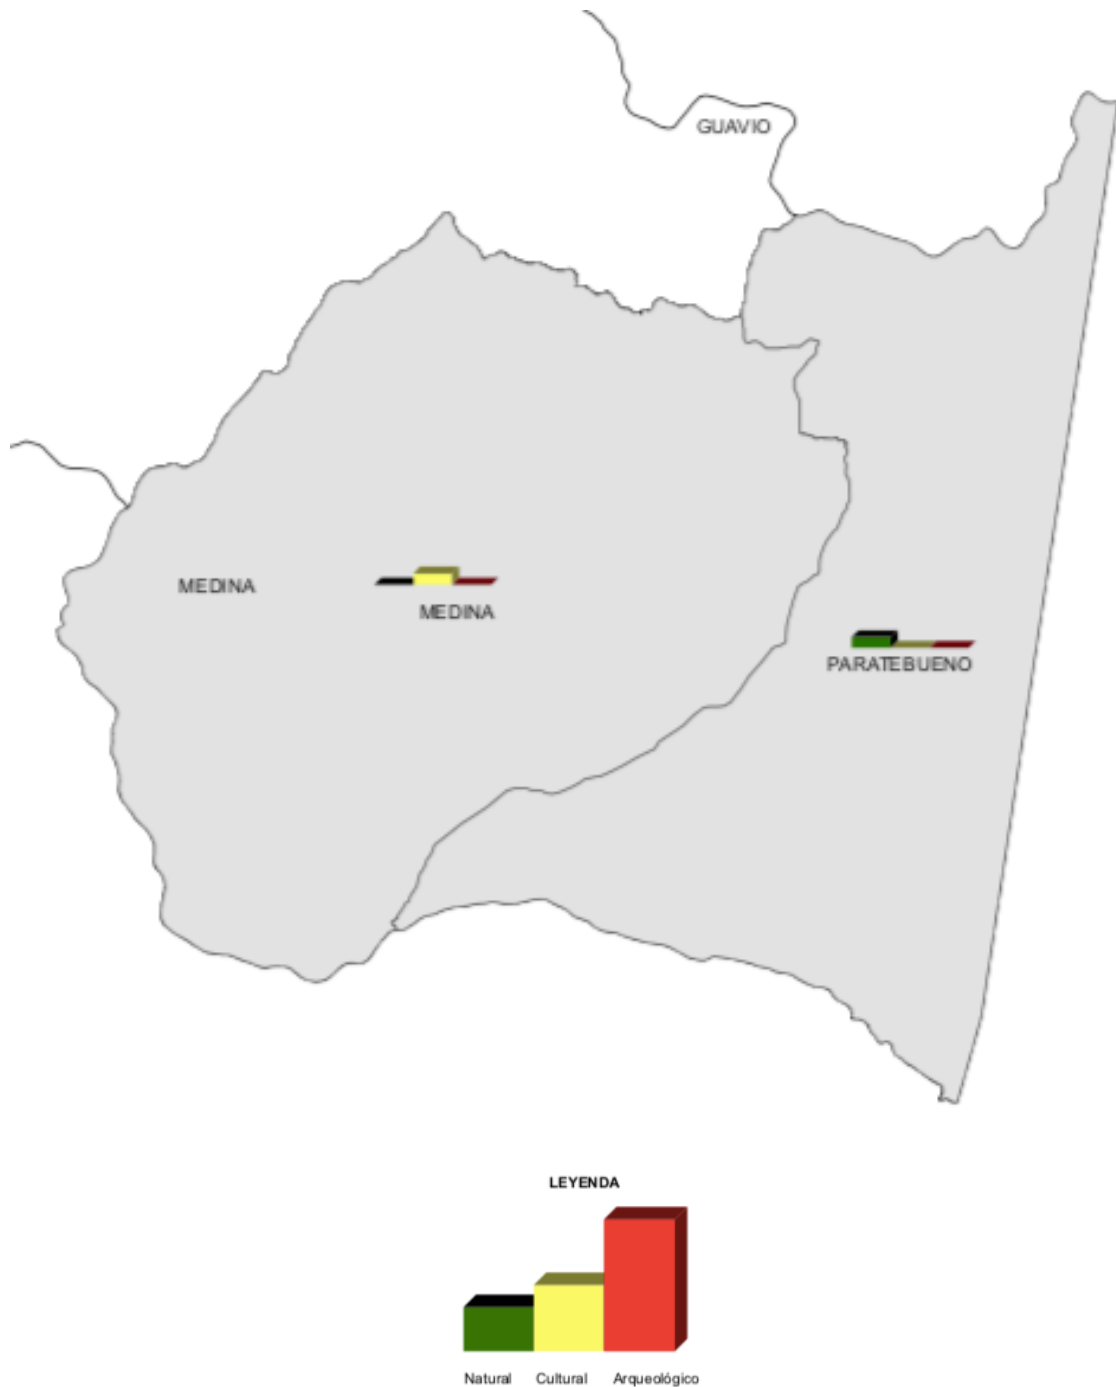 GUAVIO
MEDINA
MEDINA
PARATEBUENO
LEYENDA
Natural Cultural Arqueológico